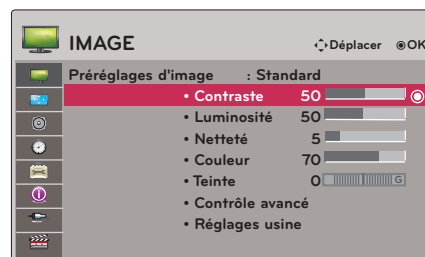 IMAGE Déplacer OK
Préréglages d'image : Standard
• Contraste 50
• Luminosité 50
• Netteté 5
• Couleur 70
• Teinte 0 G
• Contrôle avancé
• Réglages usine